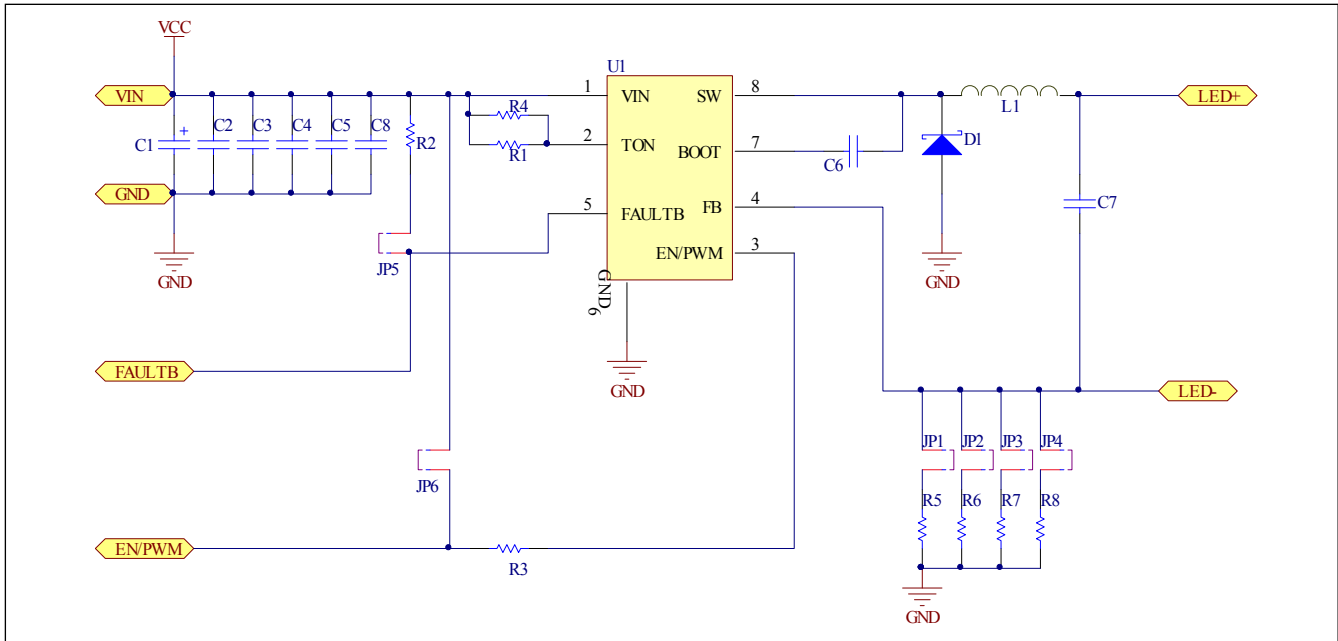 VCC
U1
VIN
1
VIN
SW
8
L1
LED+
R4
C1
+
C2
C3
C4
C5
C8
R2
2
TON
R1
BOOT
7
C6
D1
GND
5
FAULTB
FB
4
C7
JP5
EN/PWM
3
GND
GND
6
GND
FAULTB
GND
LED-
JP6
JP1
JP2
JP3
JP4
R5
R6
R7
R8
EN/PWM
R3
GND